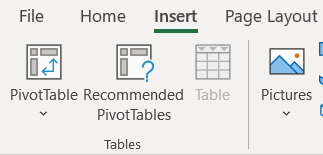 File Home Insert Page Layout
PivotTable Recommended PivotTables Table Pictures
Tables